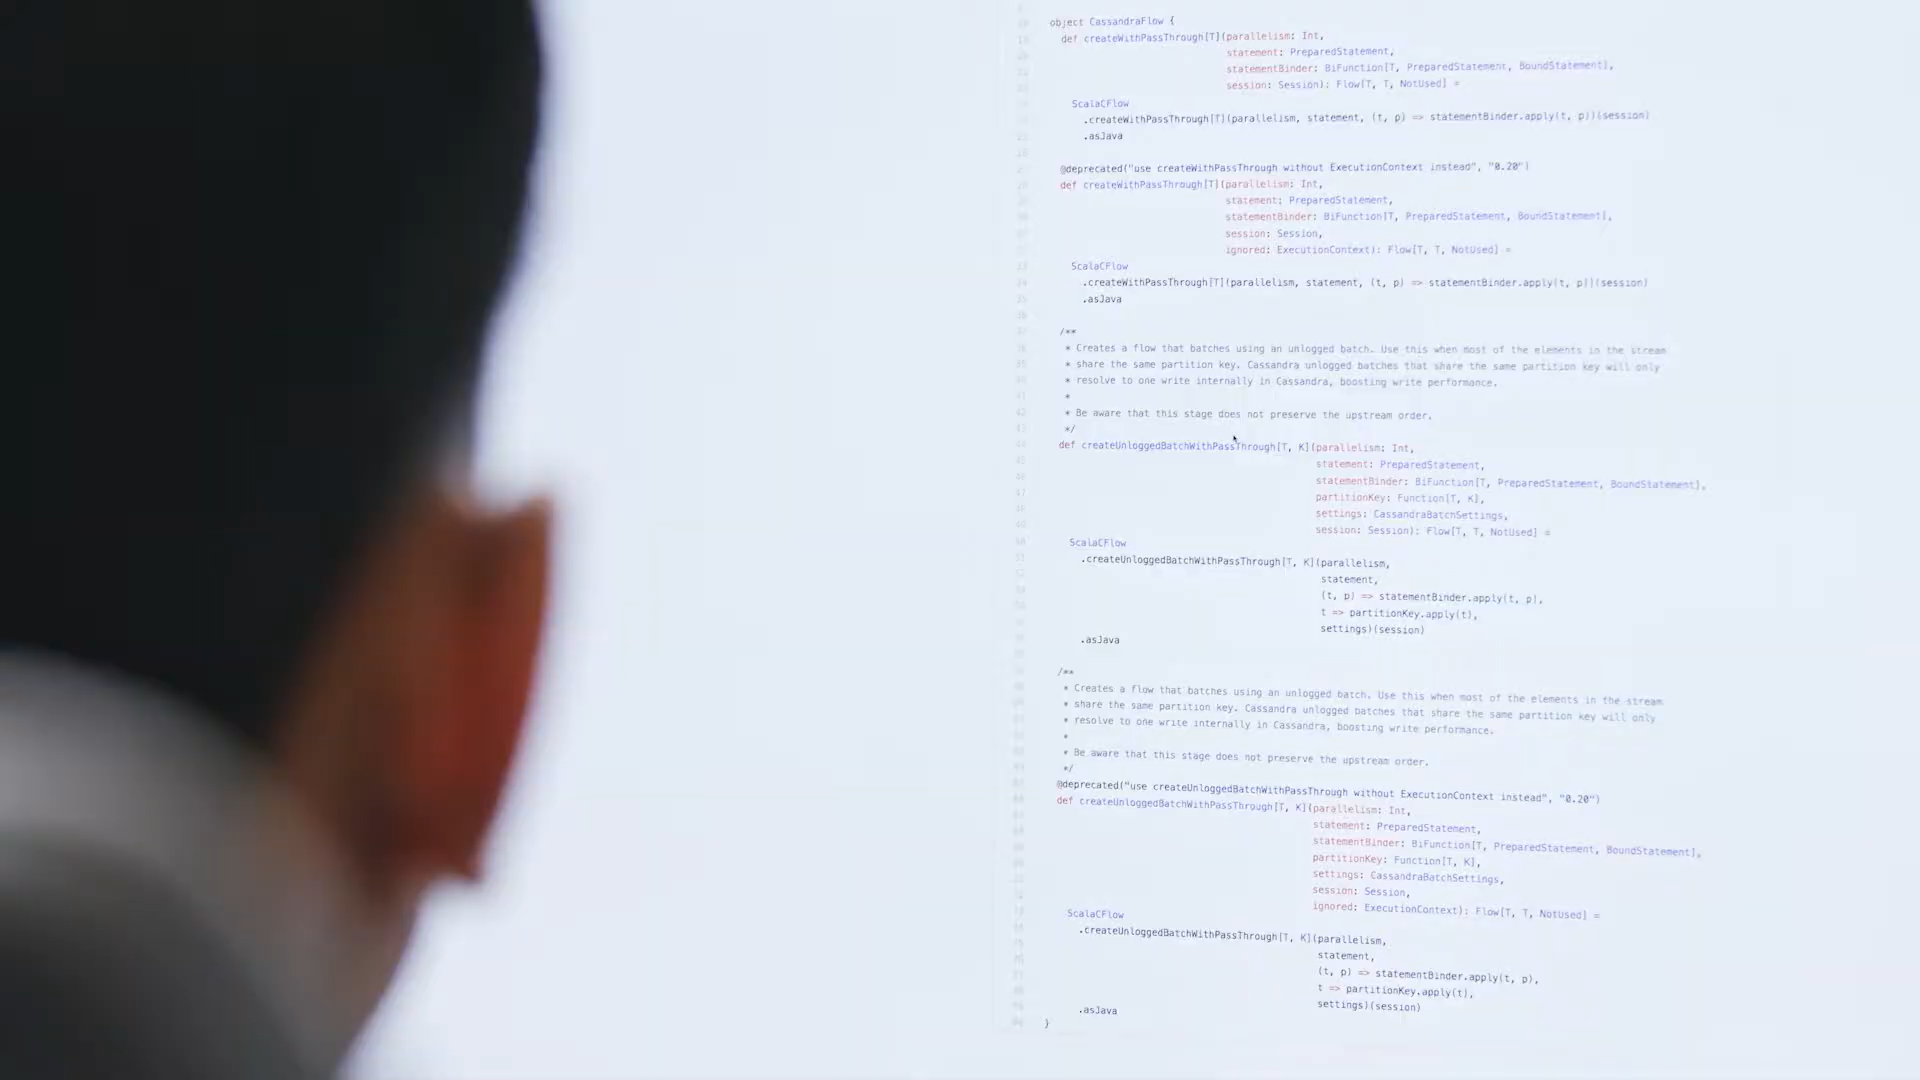 object CassandraFlow {
def createWithPassThrough[T](parallelism: Int,
statement: PreparedStatement,
statementBinder: BiFunction[T, PreparedStatement, BoundStatement],
session: Session): Flow[T, T, NotUsed] =
ScalaCFlow
.createWithPassThrough[T](parallelism, statement, (t, p) => statementBinder.apply(t, p))(session)
.asJava
@deprecated("use createWithPassThrough without ExecutionContext instead", "0.20")
def createWithPassThrough[T](parallelism: Int,
statement: PreparedStatement,
statementBinder: BiFunction[T, PreparedStatement, BoundStatement],
session: Session,
ignored: ExecutionContext): Flow[T, T, NotUsed] =
ScalaCFlow
.createWithPassThrough[T](parallelism, statement, (t, p) => statementBinder.apply(t, p))(session)
.asJava
/**
* Creates a flow that batches using an unlogged batch. Use this when most of the elements in the stream
* share the same partition key. Cassandra unlogged batches that share the same partition key will only
* resolve to one write internally in Cassandra, boosting write performance.
*
* Be aware that this stage does not preserve the upstream order.
*/
def createUnloggedBatchWithPassThrough[T, K](parallelism: Int,
statement: PreparedStatement,
statementBinder: BiFunction[T, PreparedStatement, BoundStatement],
partitionKey: Function[T, K],
settings: CassandraBatchSettings,
session: Session): Flow[T, T, NotUsed] =
ScalaCFlow
.createUnloggedBatchWithPassThrough[T, K](parallelism,
statement,
(t, p) => statementBinder.apply(t, p),
t => partitionKey.apply(t),
settings)(session)
.asJava
/**
* Creates a flow that batches using an unlogged batch. Use this when most of the elements in the stream
* share the same partition key. Cassandra unlogged batches that share the same partition key will only
* resolve to one write internally in Cassandra, boosting write performance.
*
* Be aware that this stage does not preserve the upstream order.
*/
@deprecated("use createUnloggedBatchWithPassThrough without ExecutionContext instead", "0.20")
def createUnloggedBatchWithPassThrough[T, K](parallelism: Int,
statement: PreparedStatement,
statementBinder: BiFunction[T, PreparedStatement, BoundStatement],
partitionKey: Function[T, K],
settings: CassandraBatchSettings,
session: Session,
ignored: ExecutionContext): Flow[T, T, NotUsed] =
ScalaCFlow
.createUnloggedBatchWithPassThrough[T, K](parallelism,
statement,
(t, p) => statementBinder.apply(t, p),
t => partitionKey.apply(t),
settings)(session)
.asJava
}